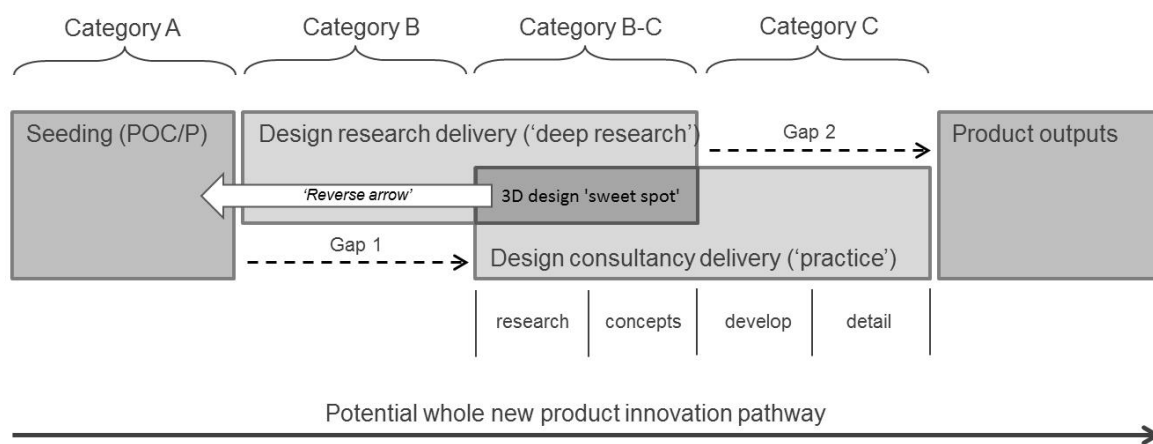 Category A
Category B
Category B-C
Category C
Seeding (POC/P)
Design research delivery (‘deep research’)
Gap 2
Product outputs
‘Reverse arrow’
3D design 'sweet spot'
Gap 1
Design consultancy delivery (‘practice’)
research
concepts
develop
detail
Potential whole new product innovation pathway